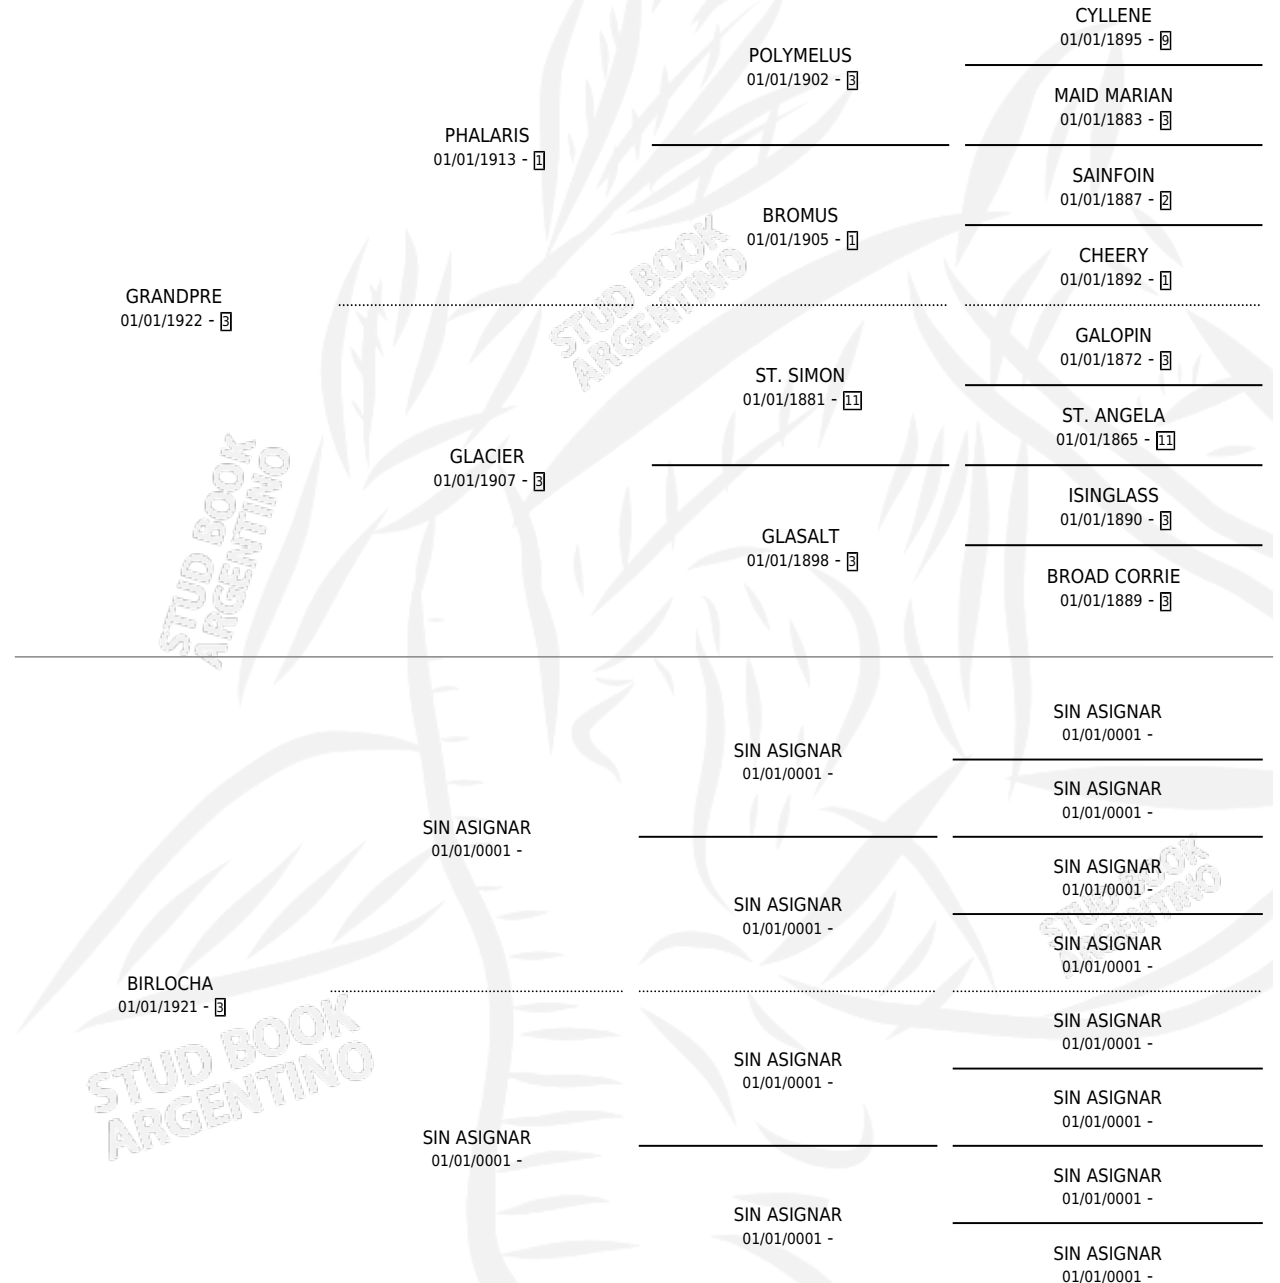 CYLLENE
01/01/1895 - 9
POLYMELUS
01/01/1902 - 3
MAID MARIAN
01/01/1883 - 3
PHALARIS
01/01/1913 - 1
SAINFOIN
01/01/1887 - 2
BROMUS
01/01/1905 - 1
CHEERY
01/01/1892 - 1
GRANDPRE
01/01/1922 - 3
GALOPIN
01/01/1872 - 3
ST. SIMON
01/01/1881 - 11
ST. ANGELA
01/01/1865 - 11
GLACIER
01/01/1907 - 3
ISINGLASS
01/01/1890 - 3
GLASALT
01/01/1898 - 3
BROAD CORRIE
01/01/1889 - 3
STUD BOOK
ARGENTINO
STUD BOOK
ARGENTINO
SIN ASIGNAR
01/01/0001 -
SIN ASIGNAR
01/01/0001 -
SIN ASIGNAR
01/01/0001 -
SIN ASIGNAR
01/01/0001 -
SIN ASIGNAR
01/01/0001 -
SIN ASIGNAR
01/01/0001 -
SIN ASIGNAR
01/01/0001 -
BIRLOCHA
01/01/1921 - 3
SIN ASIGNAR
01/01/0001 -
SIN ASIGNAR
01/01/0001 -
SIN ASIGNAR
01/01/0001 -
SIN ASIGNAR
01/01/0001 -
SIN ASIGNAR
01/01/0001 -
SIN ASIGNAR
01/01/0001 -
SIN ASIGNAR
01/01/0001 -
STUD BOOK
ARGENTINO
STUD BOOK
ARGENTINO